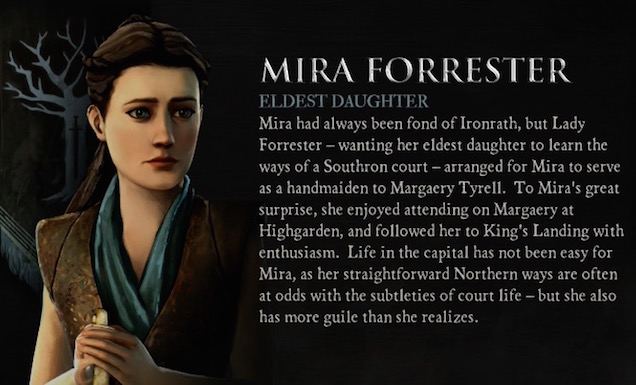 MIRA FORRESTER
ELDEST DAUGHTER
Mira had always been fond of Ironrath, but Lady
Forrester – wanting her eldest daughter to learn the
ways of a Southron court – arranged for Mira to serve
as a handmaiden to Margaery Tyrell.  To Mira's great
surprise, she enjoyed attending on Margaery at
Highgarden, and followed her to King's Landing with
enthusiasm.  Life in the capital has not been easy for
Mira, as her straightforward Northern ways are often
at odds with the subtleties of court life – but she also
has more guile than she realizes.